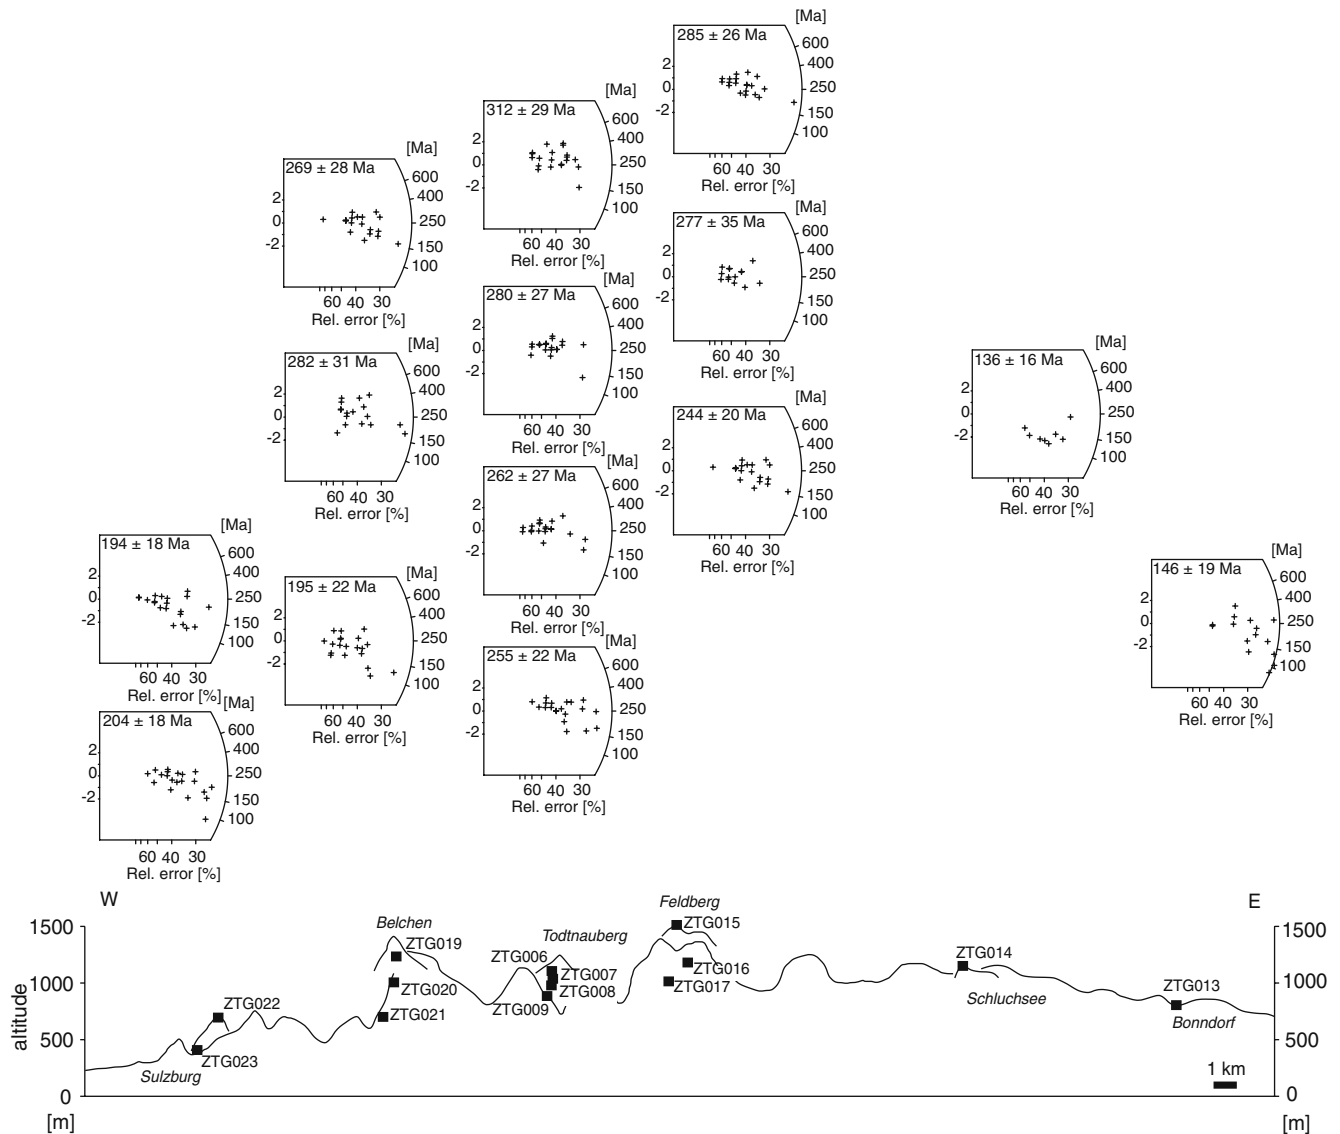 [Ma]
285 ± 26 Ma
600
400
250
150
100
2
0
-2
60 40 30
Rel. error [%]
[Ma]
312 ± 29 Ma
600
400
250
150
100
2
0
-2
60 40 30
Rel. error [%]
[Ma]
269 ± 28 Ma
600
400
250
150
100
2
0
-2
60 40 30
Rel. error [%]
[Ma]
277 ± 35 Ma
600
400
250
150
100
2
0
-2
60 40 30
Rel. error [%]
[Ma]
280 ± 27 Ma
600
400
250
150
100
2
0
-2
60 40 30
Rel. error [%]
[Ma]
282 ± 31 Ma
600
400
250
150
100
2
0
-2
60 40 30
Rel. error [%]
[Ma]
136 ± 16 Ma
600
400
250
150
100
2
0
-2
60 40 30
Rel. error [%]
[Ma]
244 ± 20 Ma
600
400
250
150
100
2
0
-2
60 40 30
Rel. error [%]
[Ma]
262 ± 27 Ma
600
400
250
150
100
2
0
-2
60 40 30
Rel. error [%]
[Ma]
194 ± 18 Ma
600
400
250
150
100
2
0
-2
60 40 30
Rel. error [%]
[Ma]
195 ± 22 Ma
600
400
250
150
100
2
0
-2
60 40 30
Rel. error [%]
[Ma]
146 ± 19 Ma
600
400
250
150
100
2
0
-2
60 40 30
Rel. error [%]
[Ma]
255 ± 22 Ma
600
400
250
150
100
2
0
-2
60 40 30
Rel. error [%]
[Ma]
204 ± 18 Ma
600
400
250
150
100
2
0
-2
60 40 30
Rel. error [%]
W
E
1500
1000
500
0
[m]
altitude
Sulzburg
ZTG022
ZTG023
Belchen
ZTG019
ZTG020
ZTG021
Todtnauberg
ZTG006
ZTG007
ZTG008
ZTG009
Feldberg
ZTG015
ZTG016
ZTG017
ZTG014
Schluchsee
ZTG013
Bonndorf
1 km
1500
1000
500
0
[m]